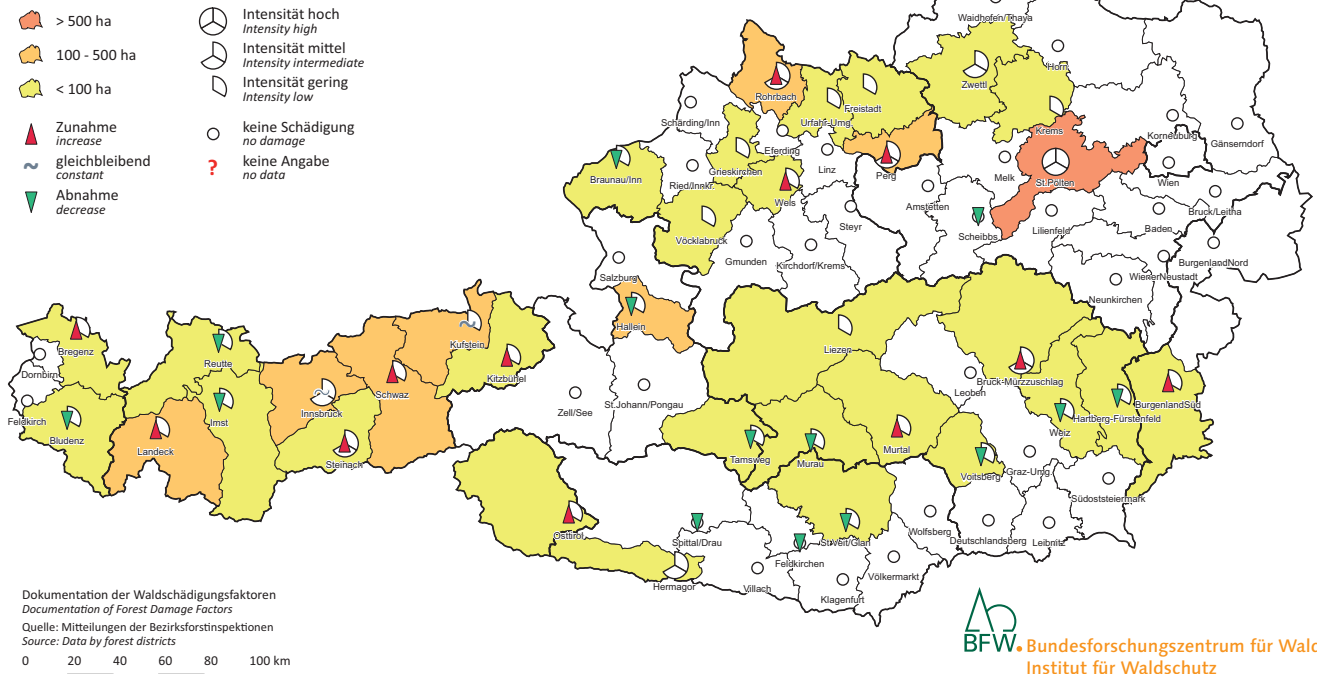 > 500 ha
100 - 500 ha
< 100 ha
Zunahme
increase
gleichbleibend
constant
Abnahme
decrease
Intensität hoch
Intensity high
Intensität mittel
Intensity intermediate
Intensität gering
Intensity low
keine Schädigung
no damage
?
keine Angabe
no data
Waidhofen/Thaya
Horn
Zwettl
Rohrbach
Freistadt
Schärding/Inn
Urfahr-Umg.
Krems
Korneuburg
Gänserndorf
Eferding
Grieskirchen
Linz
Perg
Melk
St.Pölten
Wien
Braunau/Inn
Ried/Innkr.
Wels
Amstetten
Bruck/Leitha
Steyr
Scheibbs
Lilienfeld
Baden
Vöcklabruck
Gmunden
Kirchdorf/Krems
BurgenlandNord
WienerNeustadt
Salzburg
Neunkirchen
Hallein
Bregenz
Kufstein
Liezen
Reutte
Dornbirn
Kitzbühel
Bruck-Mürzzuschlag
Schwaz
Leoben
BurgenlandSüd
Zell/See
St.Johann/Pongau
Innsbruck
Hartberg-Fürstenfeld
Feldkirch
Imst
Weiz
Bludenz
Landeck
Steinach
Tamsweg
Murau
Murtal
Voitsberg
Graz-Umg.
Südoststeiermark
Osttirol
Spittal/Drau
St.Veit/Glan
Wolfsberg
Deutschlandsberg
Leibnitz
Feldkirchen
Völkermarkt
Hermagor
Villach
Klagenfurt
Dokumentation der Waldschädigungsfaktoren
Documentation of Forest Damage Factors
Quelle: Mitteilungen der Bezirksforstinspektionen
Source: Data by forest districts
0 20 40 60 80 100 km
BFW
Bundesforschungszentrum für Wald
Institut für Waldschutz